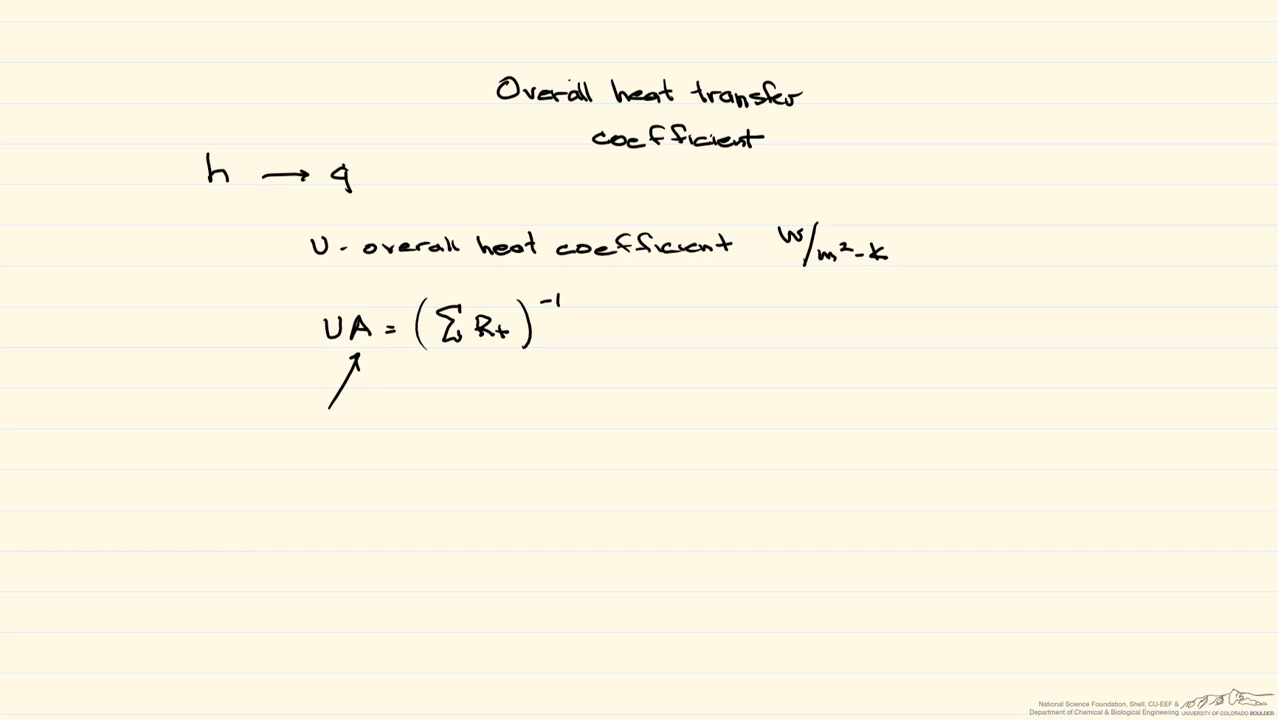 Overall heat transfer
coefficient
h → q
U - overall heat coefficient W/m²-K
UA = (∑ Rt)⁻¹
National Science Foundation, Shell, CU-EEF &
Department of Chemical & Biological Engineering UNIVERSITY OF COLORADO BOULDER